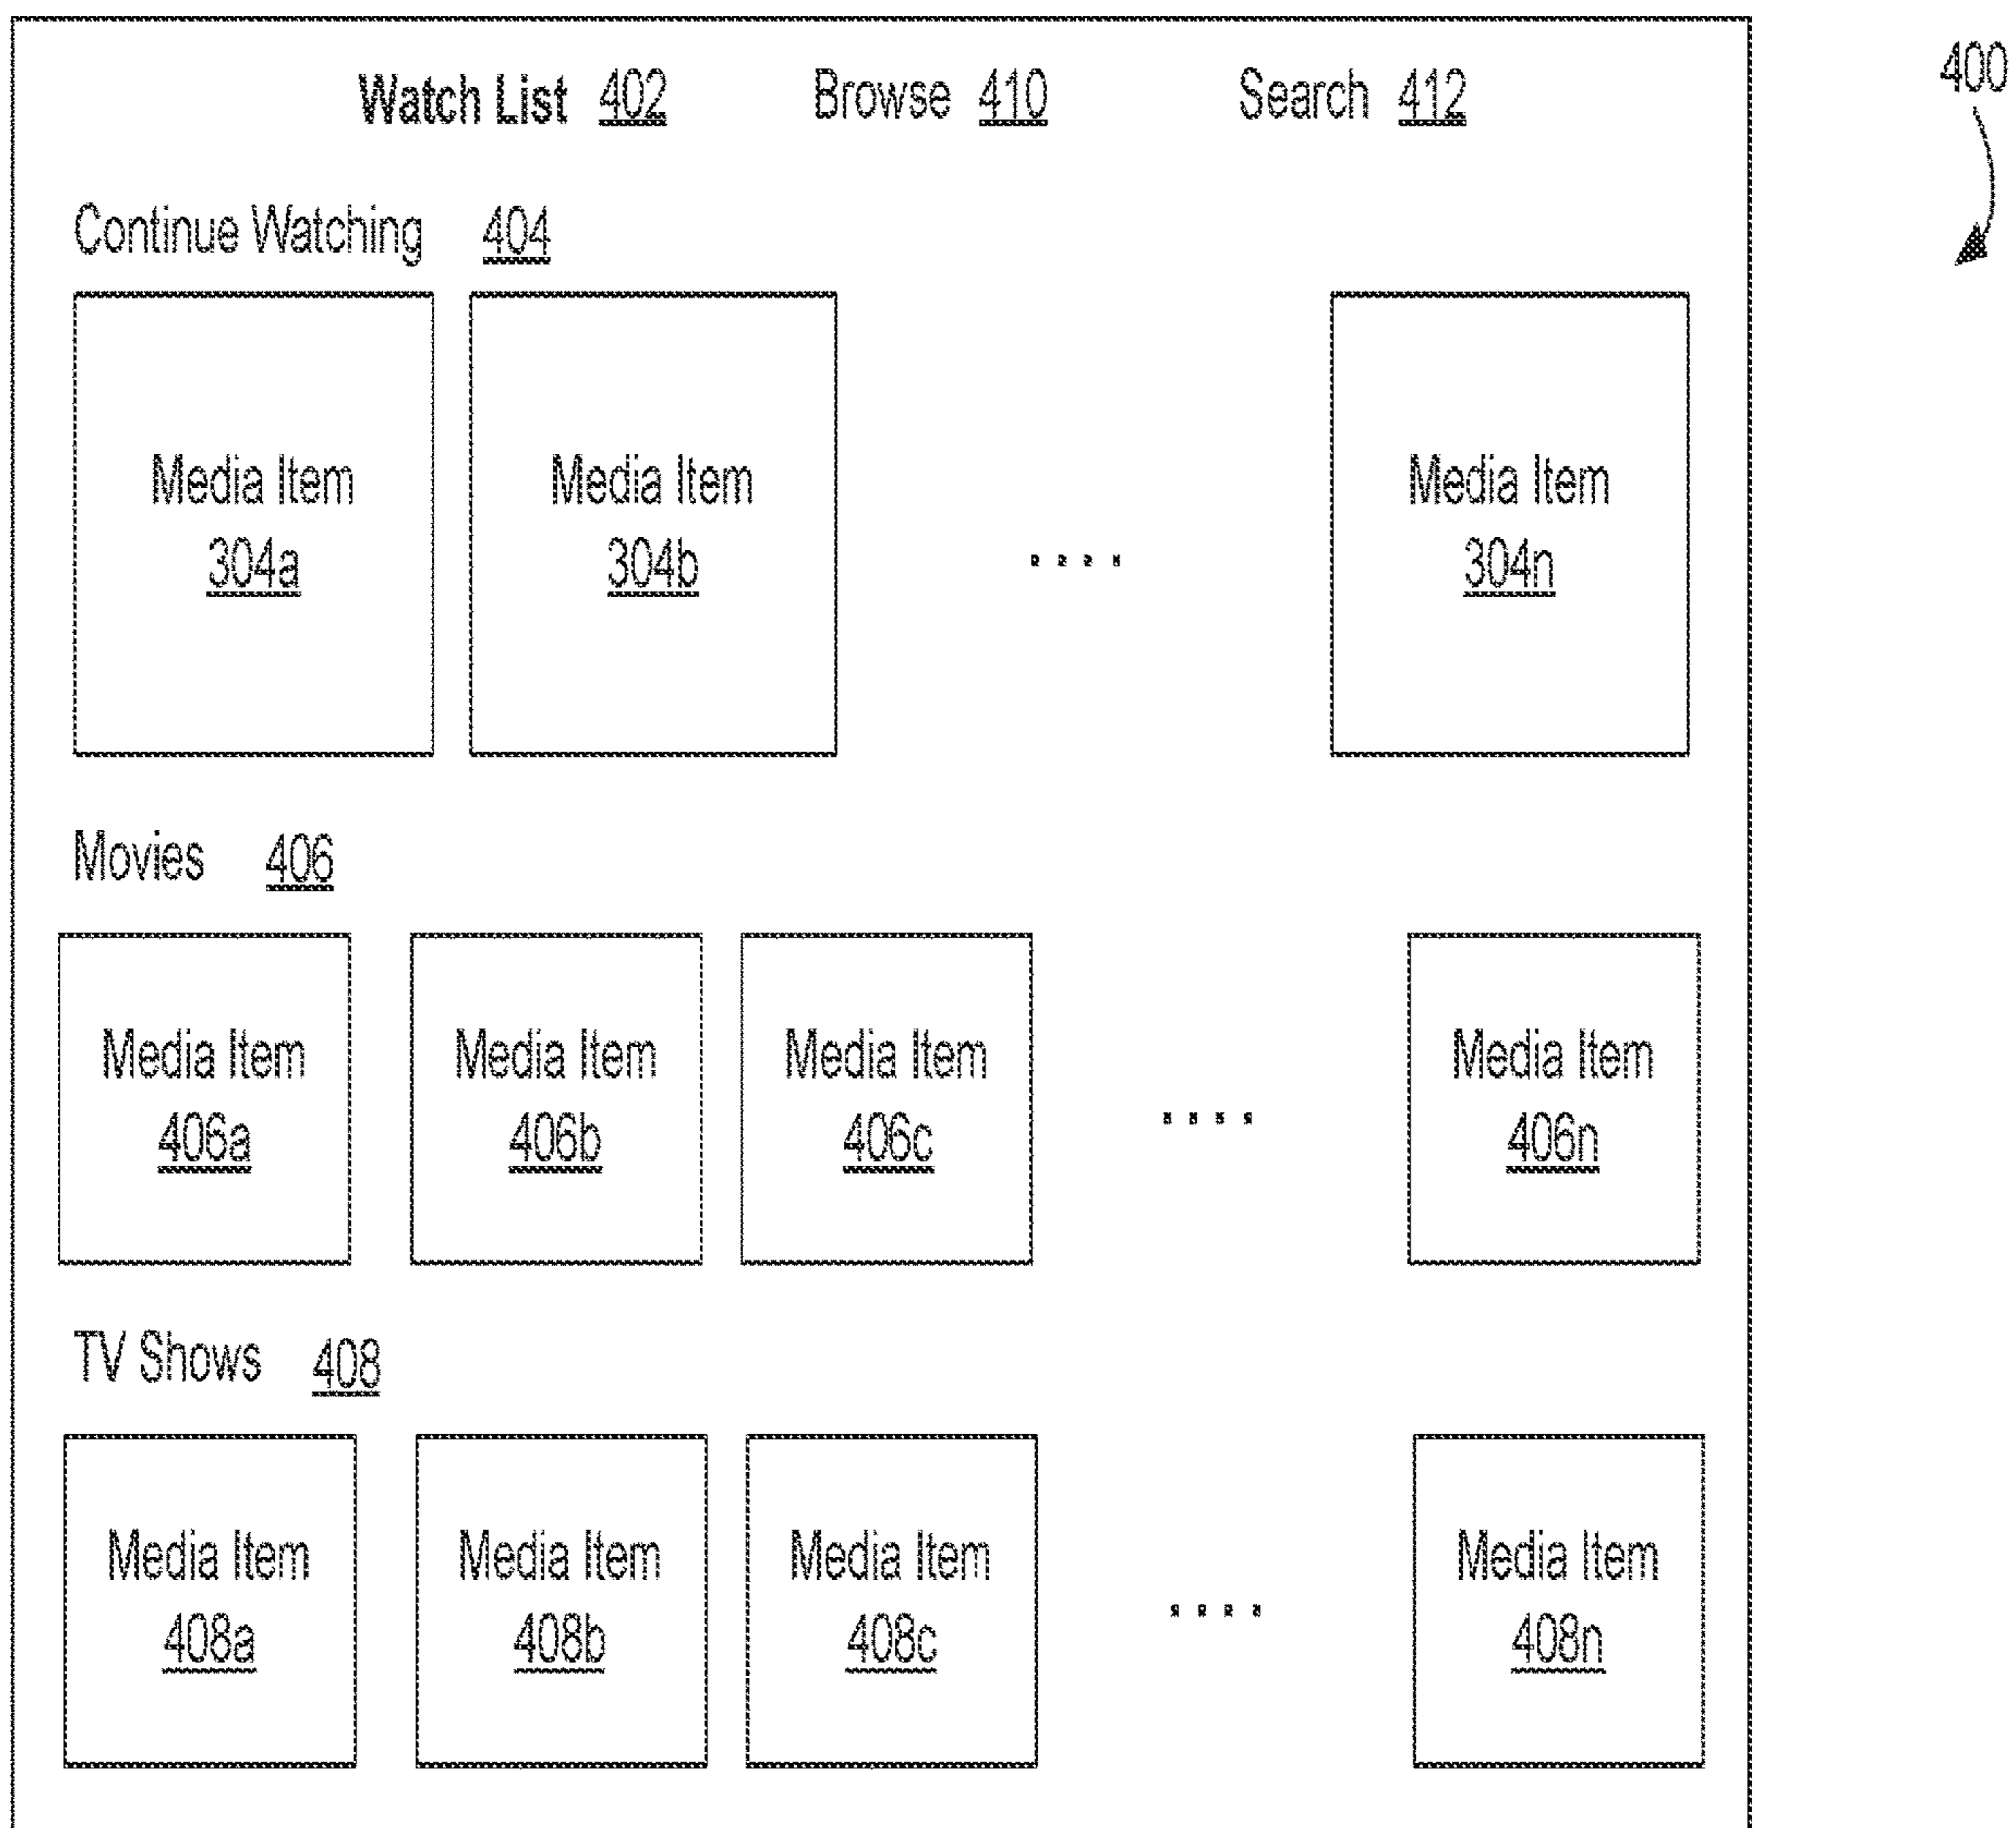 Watch List 402 Browse 410 Search 412
400
Continue Watching 404
Media Item Media Item Media Item
304a 304b .... 304n
Movies 406
Media Item Media Item Media Item Media Item
406a 406b 406c .... 406n
TV Shows 408
Media Item Media Item Media Item Media Item
408a 408b 408c .... 408n